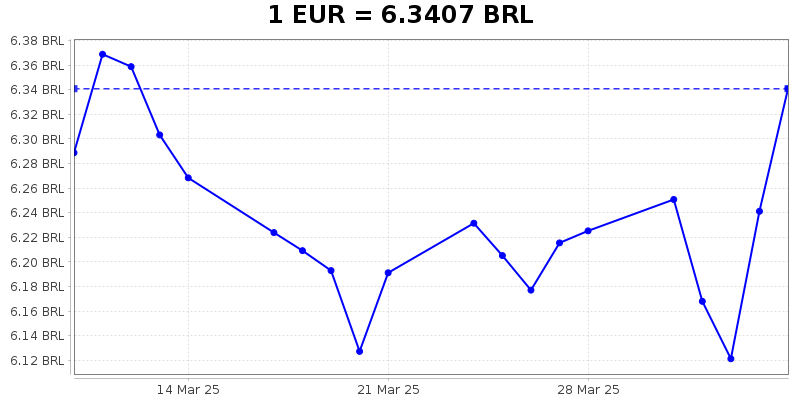 1 EUR = 6.3407 BRL
6.38 BRL
6.36 BRL
6.34 BRL
6.32 BRL
6.30 BRL
6.28 BRL
6.26 BRL
6.24 BRL
6.22 BRL
6.20 BRL
6.18 BRL
6.16 BRL
6.14 BRL
6.12 BRL
14 Mar 25
21 Mar 25
28 Mar 25